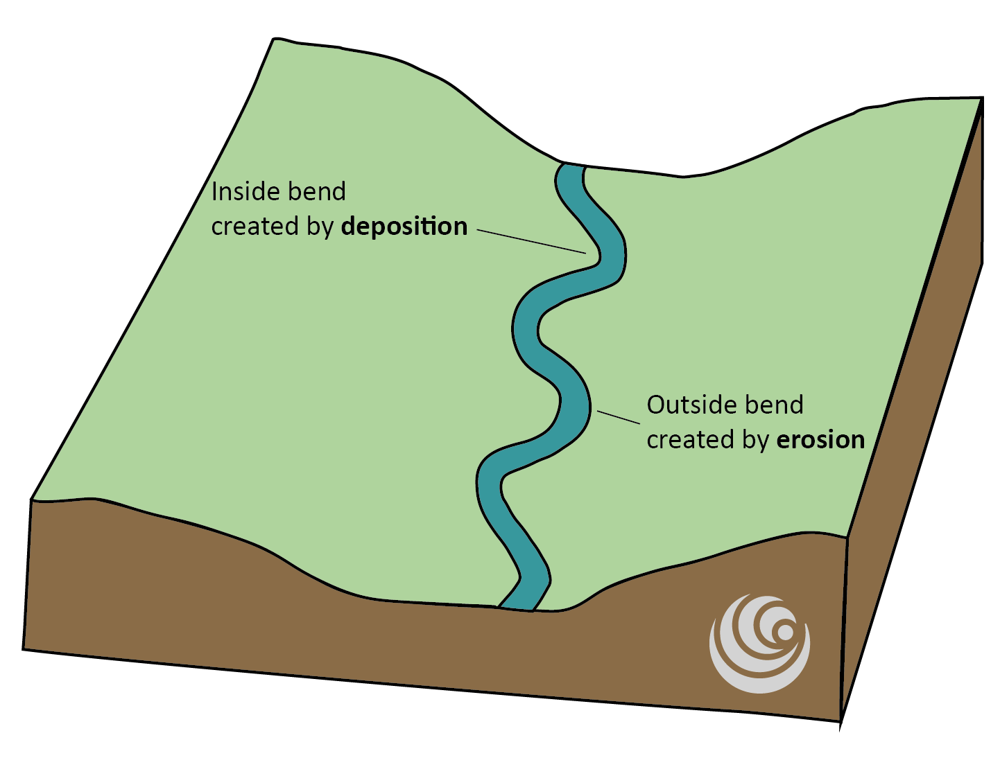 Inside bend
created by deposition
Outside bend
created by erosion